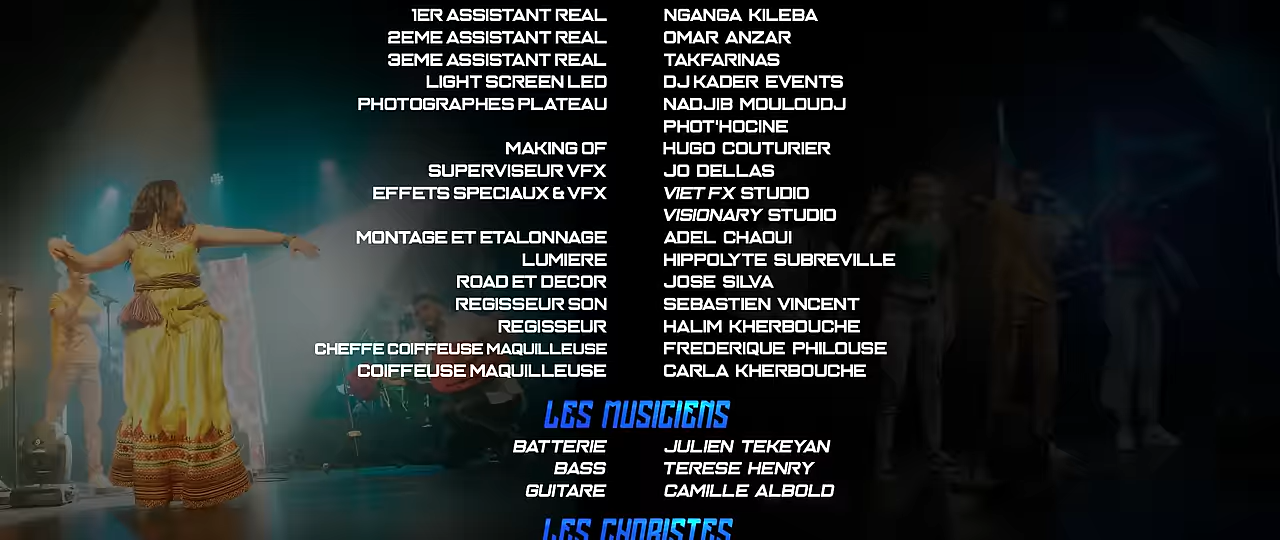 1ER ASSISTANT REAL NGANGA KILEBA
2EME ASSISTANT REAL OMAR ANZAR
3EME ASSISTANT REAL TAKFARINAS
LIGHT SCREEN LED DJ KADER EVENTS
PHOTOGRAPHES PLATEAU NADJIB MOULOUDJ
PHOT'HOCINE
MAKING OF HUGO COUTURIER
SUPERVISEUR VFX JO DELLAS
EFFETS SPECIAUX & VFX VIET FX STUDIO
VISIONARY STUDIO
MONTAGE ET ETALONNAGE ADEL CHAOUI
LUMIERE HIPPOLYTE SUBREVILLE
ROAD ET DECOR JOSE SILVA
REGISSEUR SON SEBASTIEN VINCENT
REGISSEUR HALIM KHERBOUCHE
CHEFFE COIFFEUSE MAQUILLEUSE FREDERIQUE PHILOUSE
COIFFEUSE MAQUILLEUSE CARLA KHERBOUCHE
LES MUSICIENS
BATTERIE JULIEN TEKEYAN
BASS TERESE HENRY
GUITARE CAMILLE ALBOLD
LES CHORISTES